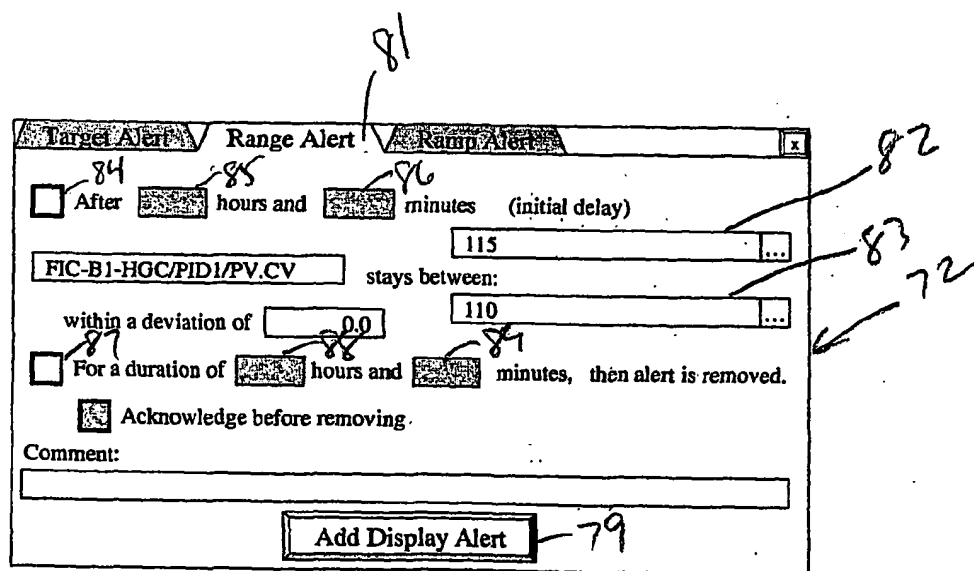 81
Target Alert Range Alert Ramp Alert x
84 85 86 82
After hours and minutes (initial delay)
115 ...
83
FIC-B1-HGC/PID1/PV.CV stays between:
110 ...
72
within a deviation of 0.0
87 88 89
For a duration of hours and minutes, then alert is removed.
Acknowledge before removing.
Comment:
Add Display Alert 79